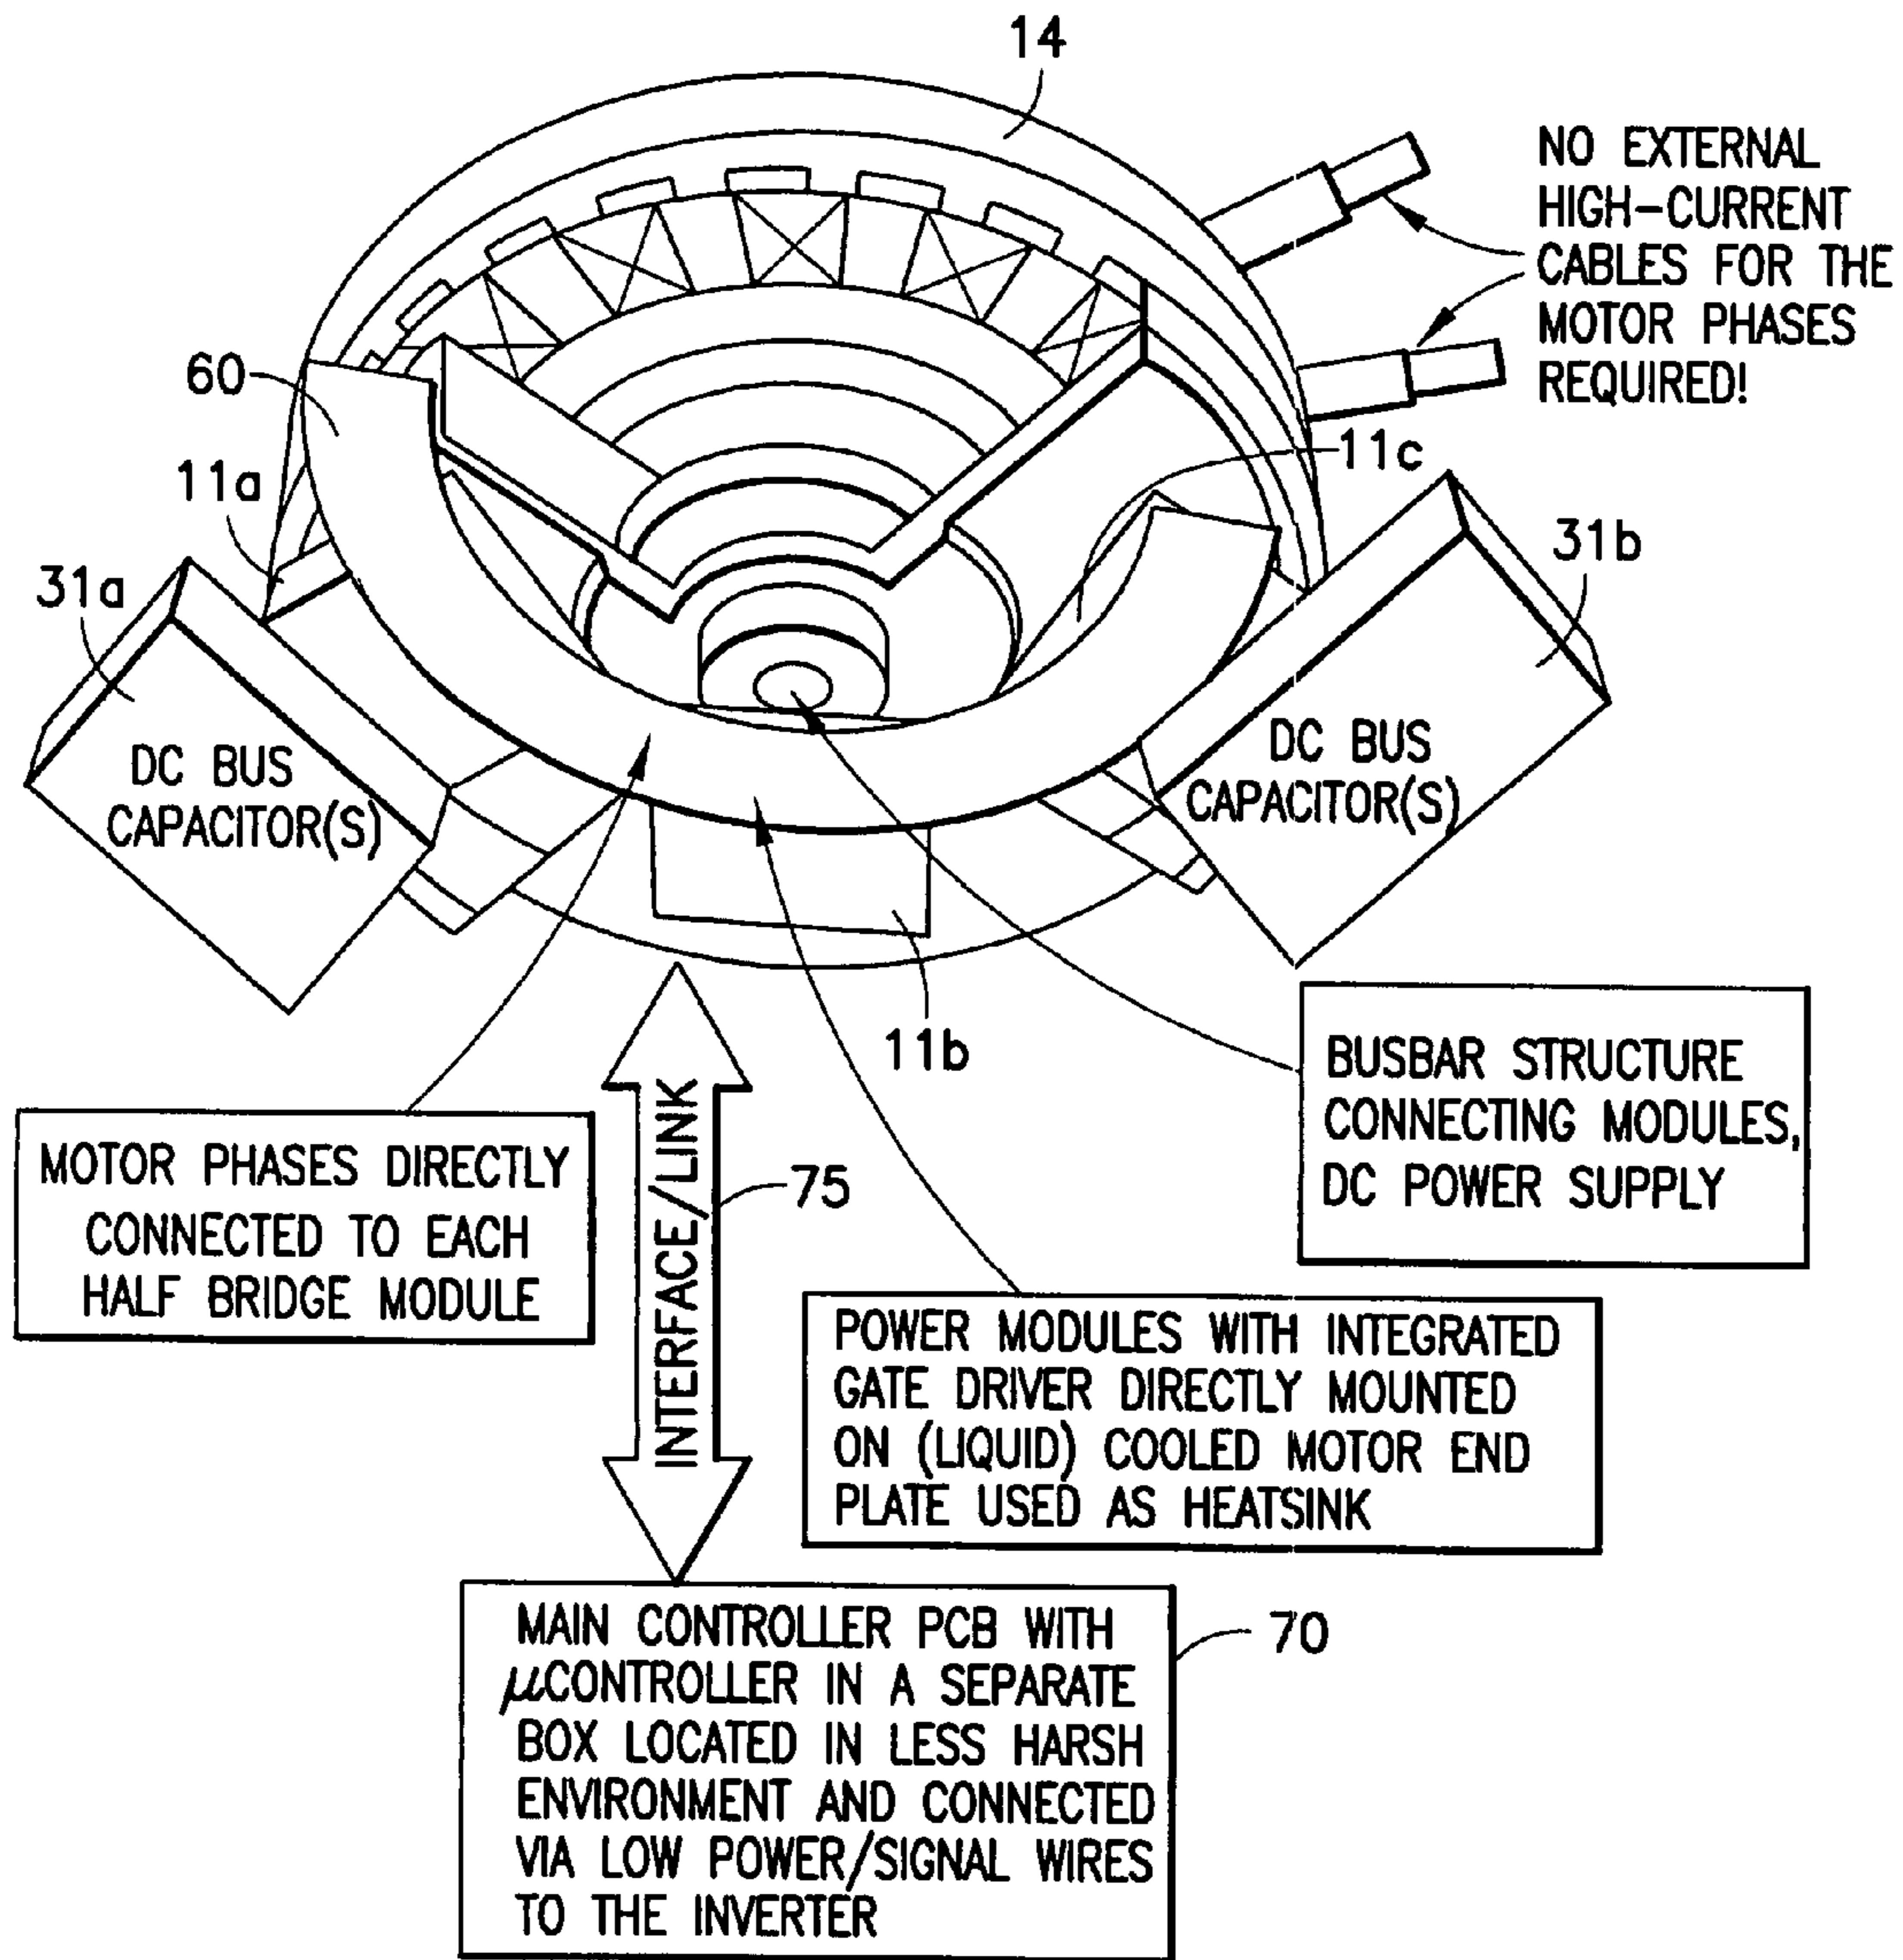 14
NO EXTERNAL
HIGH-CURRENT
CABLES FOR THE
MOTOR PHASES
REQUIRED!
60
11a
11c
31a
31b
DC BUS
CAPACITOR(S)
DC BUS
CAPACITOR(S)
11b
BUSBAR STRUCTURE
CONNECTING MODULES,
DC POWER SUPPLY
MOTOR PHASES DIRECTLY
CONNECTED TO EACH
HALF BRIDGE MODULE
INTERFACE/LINK
75
POWER MODULES WITH INTEGRATED
GATE DRIVER DIRECTLY MOUNTED
ON (LIQUID) COOLED MOTOR END
PLATE USED AS HEATSINK
MAIN CONTROLLER PCB WITH
μCONTROLLER IN A SEPARATE
BOX LOCATED IN LESS HARSH
ENVIRONMENT AND CONNECTED
VIA LOW POWER/SIGNAL WIRES
TO THE INVERTER
70